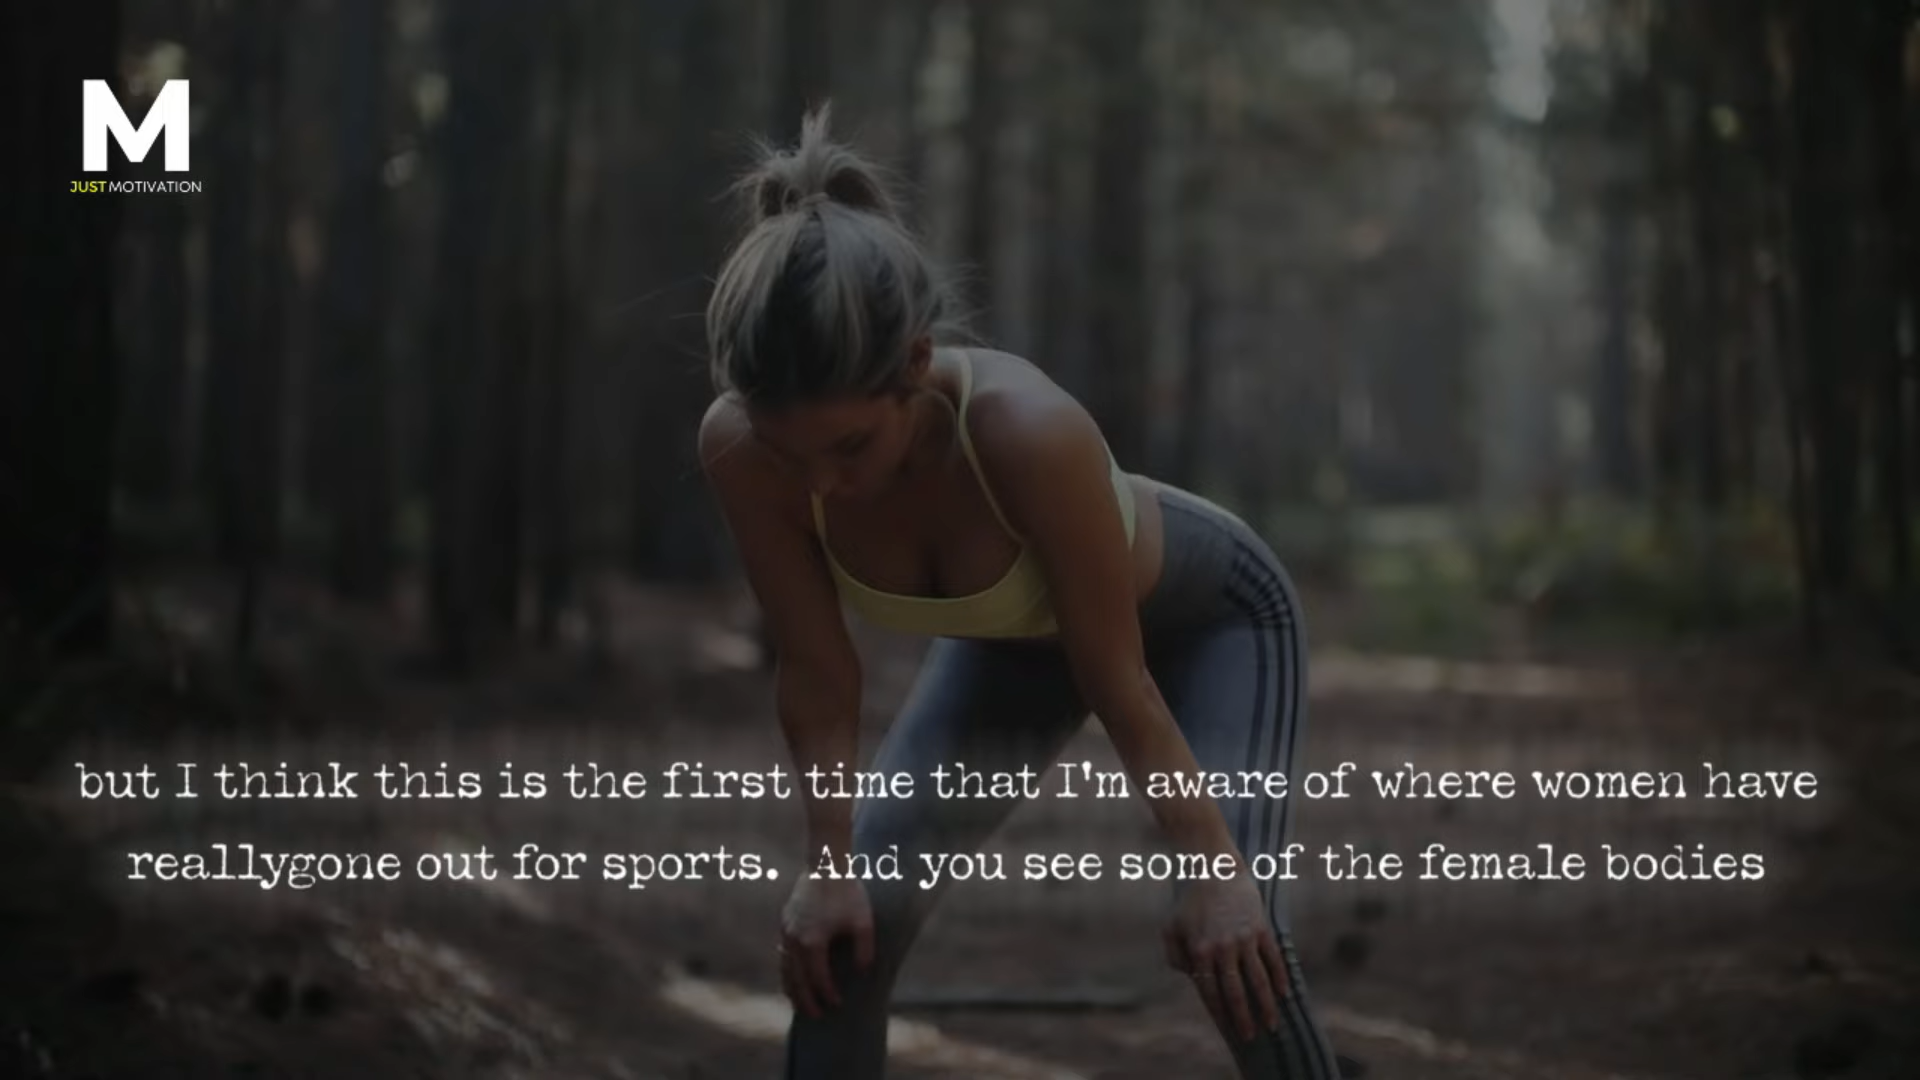 M
JUST MOTIVATION
but I think this is the first time that I'm aware of where women have
reallygone out for sports. And you see some of the female bodies